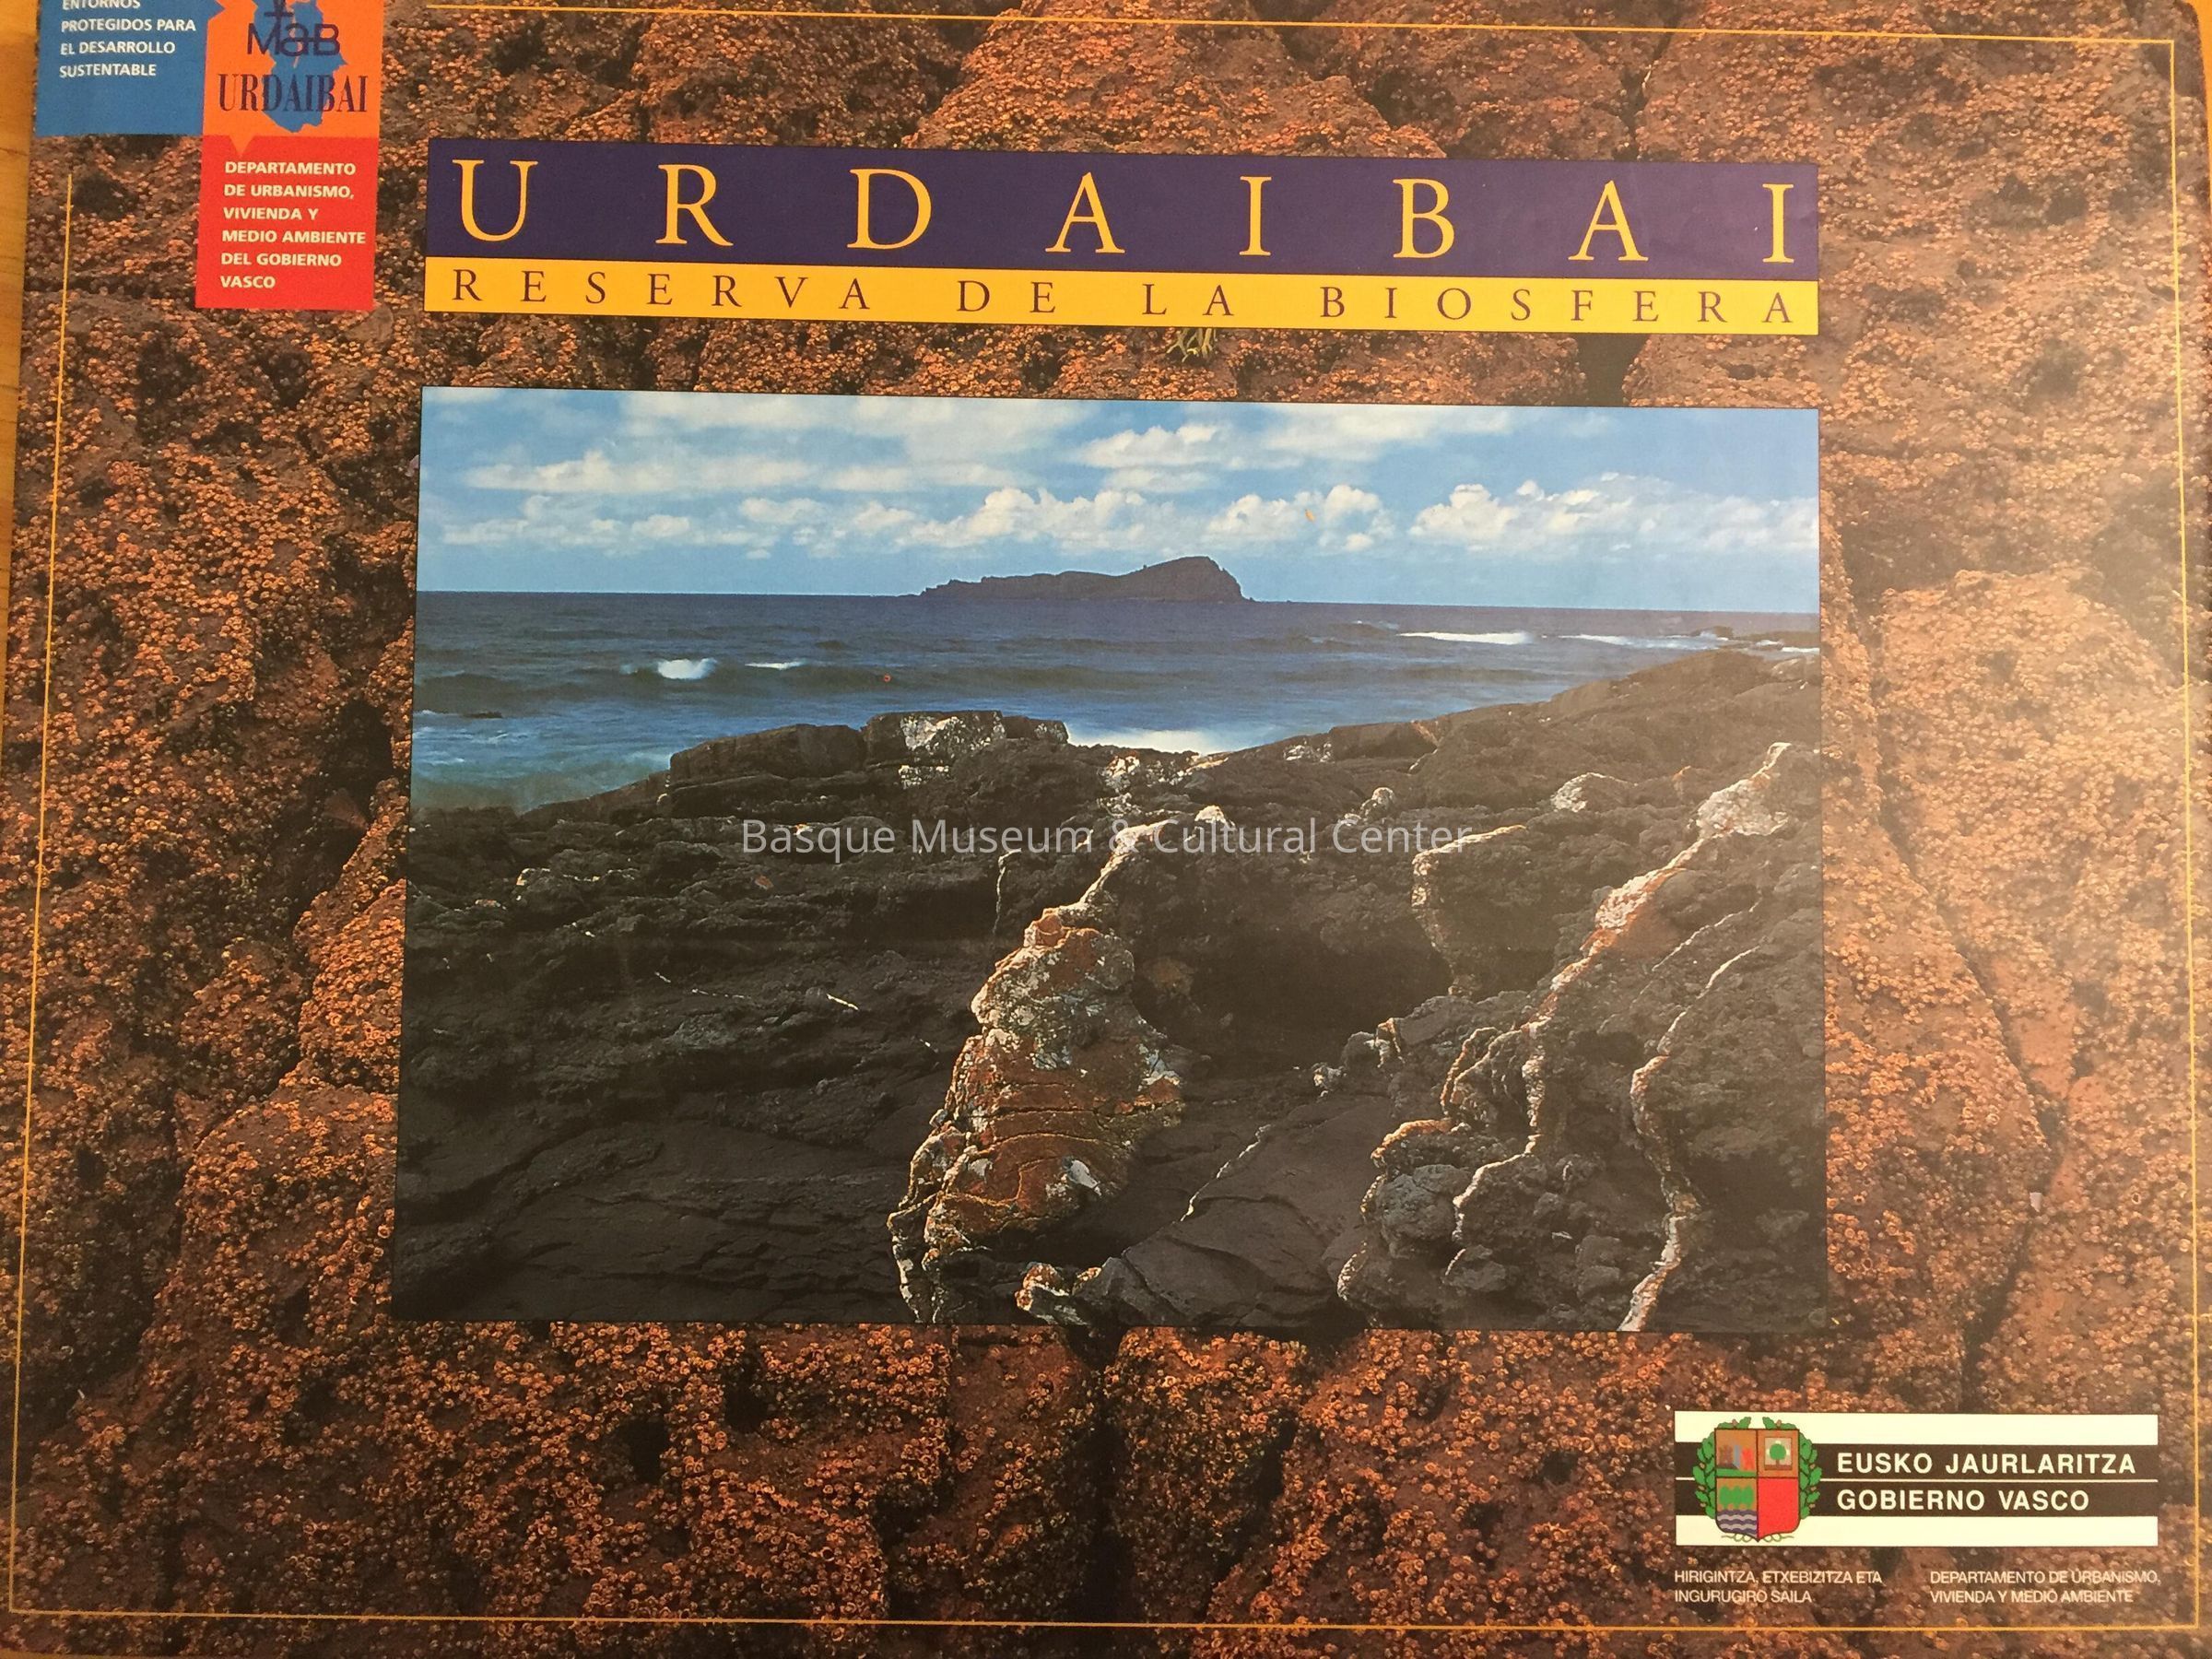 ENTORNOS
PROTEGIDOS PARA
EL DESARROLLO
SUSTENTABLE
MaB
URDAIBAI
DEPARTAMENTO
DE URBANISMO,
VIVIENDA Y
MEDIO AMBIENTE
DEL GOBIERNO
VASCO
URDAIBAI
RESERVA DE LA BIOSFERA
Basque Museum & Cultural Center
EUSKO JAURLARITZA
GOBIERNO VASCO
HIRIGINTZA, ETXEBIZITZA ETA
INGURUGIRO SAILA
DEPARTAMENTO DE URBANISMO,
VIVIENDA Y MEDIO AMBIENTE